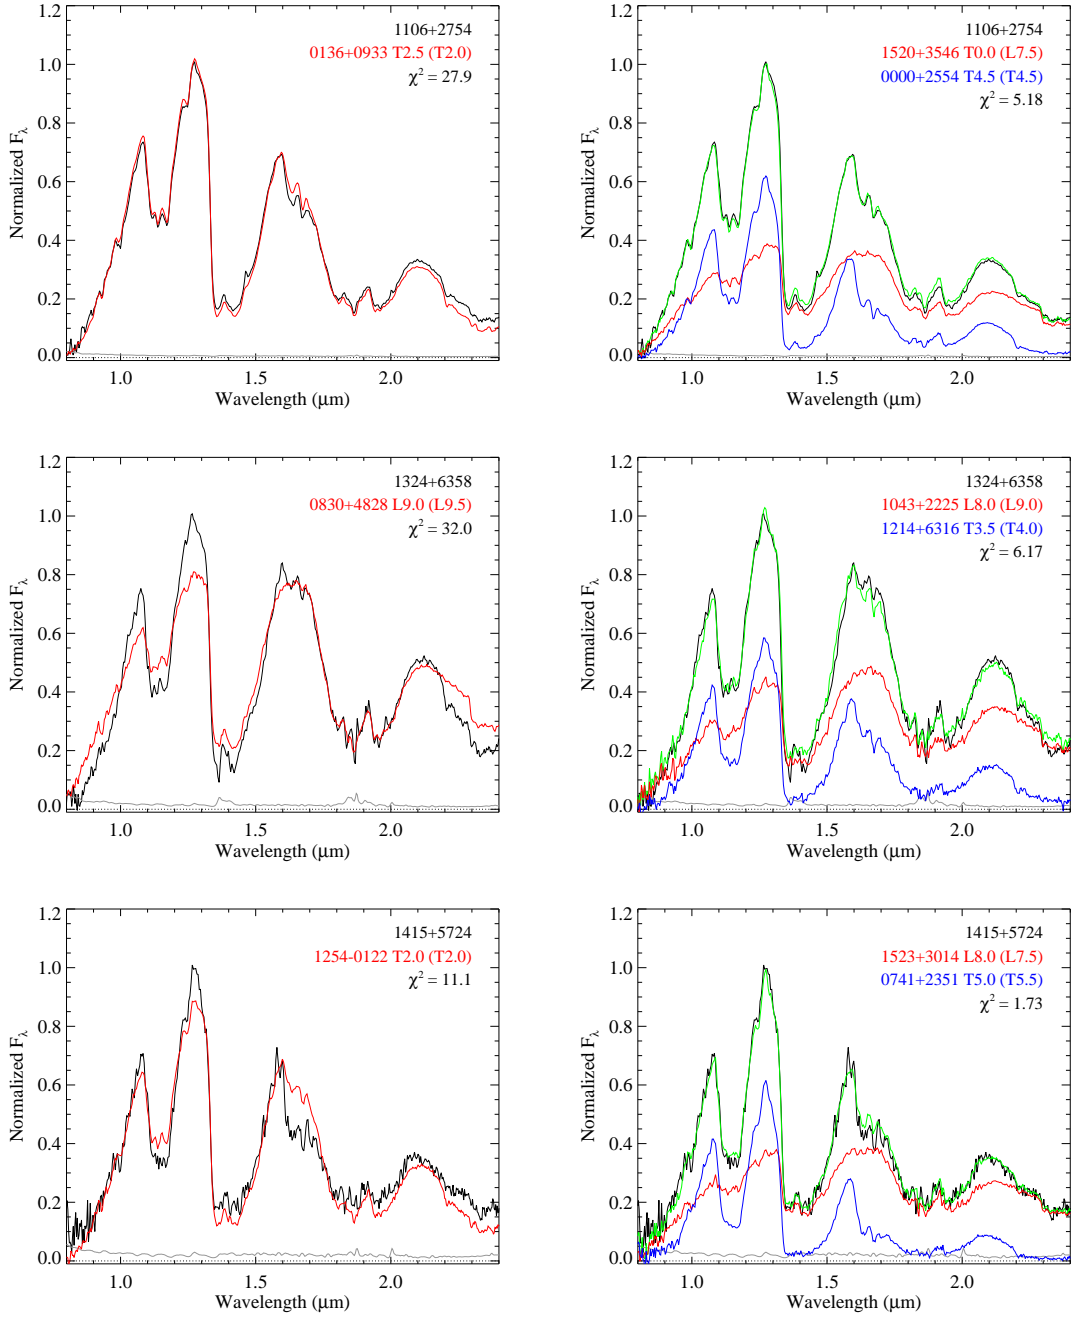 1.2
1.0
0.8
0.6
0.4
0.2
0.0
Normalized Fλ
1106+2754
0136+0933 T2.5 (T2.0)
χ² = 27.9
1.0 1.5 2.0
Wavelength (μm)
1.2
1.0
0.8
0.6
0.4
0.2
0.0
Normalized Fλ
1106+2754
1520+3546 T0.0 (L7.5)
0000+2554 T4.5 (T4.5)
χ² = 5.18
1.0 1.5 2.0
Wavelength (μm)
1.2
1.0
0.8
0.6
0.4
0.2
0.0
Normalized Fλ
1324+6358
0830+4828 L9.0 (L9.5)
χ² = 32.0
1.0 1.5 2.0
Wavelength (μm)
1.2
1.0
0.8
0.6
0.4
0.2
0.0
Normalized Fλ
1324+6358
1043+2225 L8.0 (L9.0)
1214+6316 T3.5 (T4.0)
χ² = 6.17
1.0 1.5 2.0
Wavelength (μm)
1.2
1.0
0.8
0.6
0.4
0.2
0.0
Normalized Fλ
1415+5724
1254-0122 T2.0 (T2.0)
χ² = 11.1
1.0 1.5 2.0
Wavelength (μm)
1.2
1.0
0.8
0.6
0.4
0.2
0.0
Normalized Fλ
1415+5724
1523+3014 L8.0 (L7.5)
0741+2351 T5.0 (T5.5)
χ² = 1.73
1.0 1.5 2.0
Wavelength (μm)